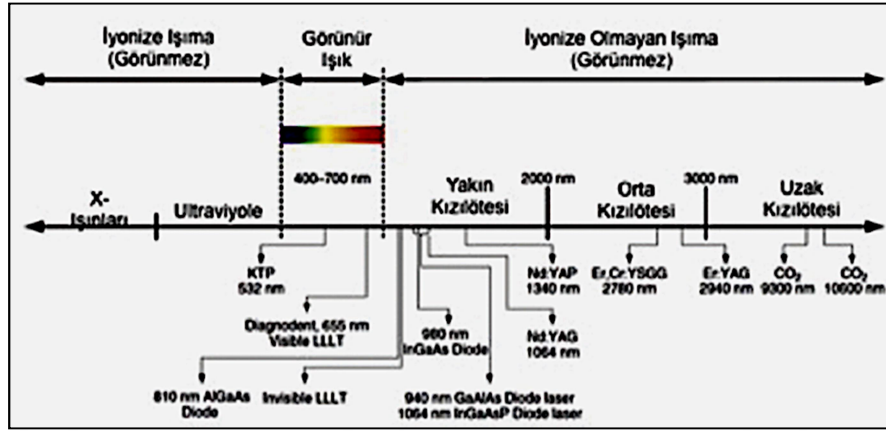 İyonize Işıma
(Görünmez)
Görünür
Işık
İyonize Olmayan Işıma
(Görünmez)
400-700 nm
X-
Işınları
Ultraviyole
Yakın
Kızılötesi
2000 nm
Orta
Kızılötesi
3000 nm
Uzak
Kızılötesi
KTP
532 nm
Nd:YAP
1340 nm
Er,Cr:YSGG
2780 nm
Er:YAG
2940 nm
CO₂
9300 nm
CO₂
10600 nm
Diagnodent, 655 nm
Visible LLLT
980 nm
InGaAs Diode
Nd:YAG
1064 nm
810 nm AlGaAs
Diode
Invisible LLLT
940 nm GaAlAs Diode laser
1064 nm InGaAsP Diode laser